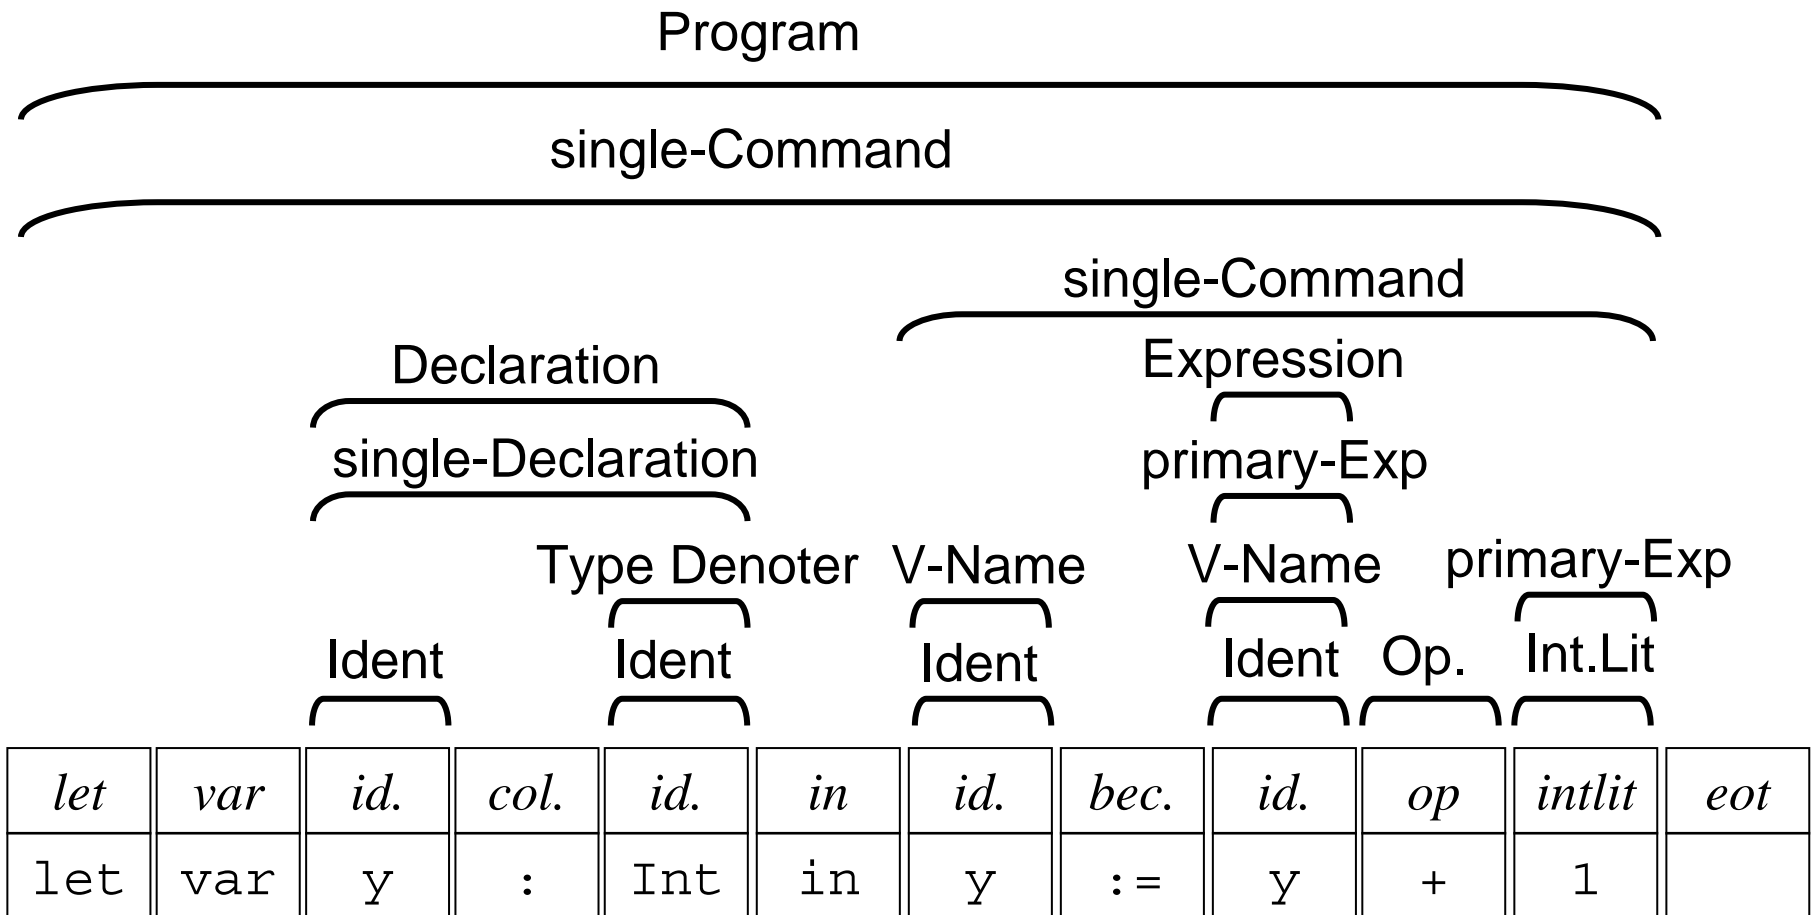 Program
single-Command
single-Command
Expression
Declaration
single-Declaration
primary-Exp
Type Denoter V-Name V-Name primary-Exp
Ident Ident Ident Ident Op. Int.Lit
let var id. col. id. in id. bec. id. op intlit eot
let var y : Int in y := y + 1